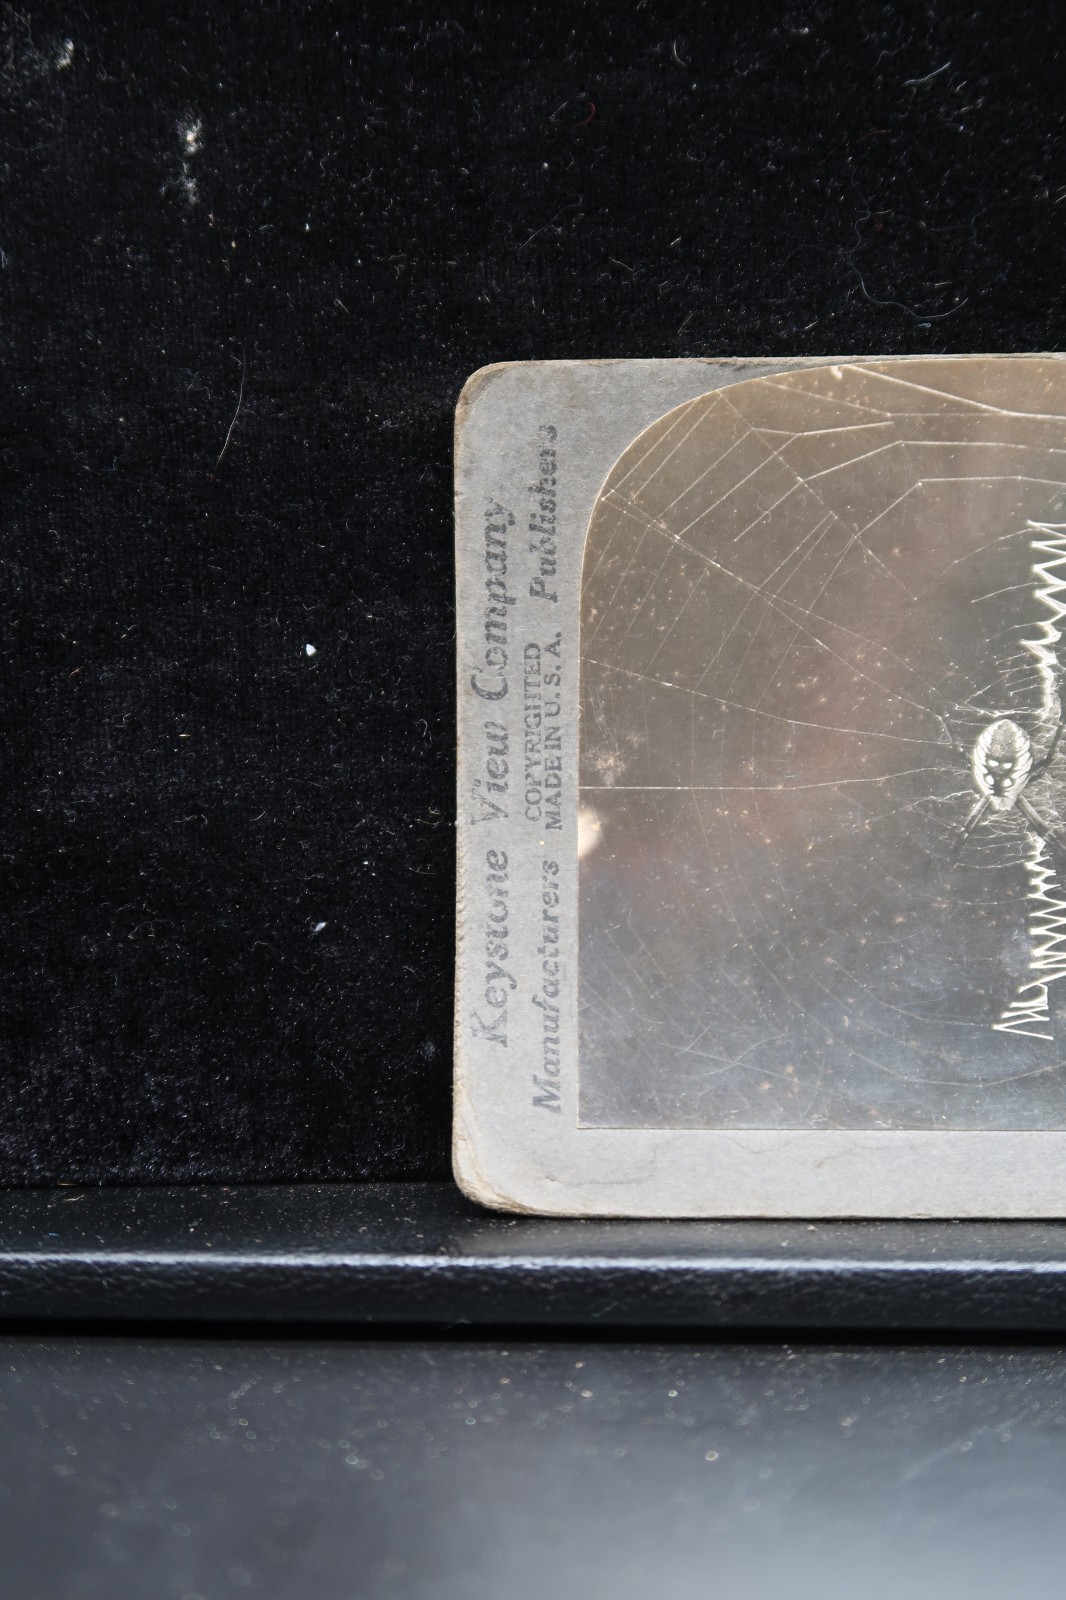 Keystone View Company
COPYRIGHTED
Manufacturers MADE IN U. S. A. Publishers